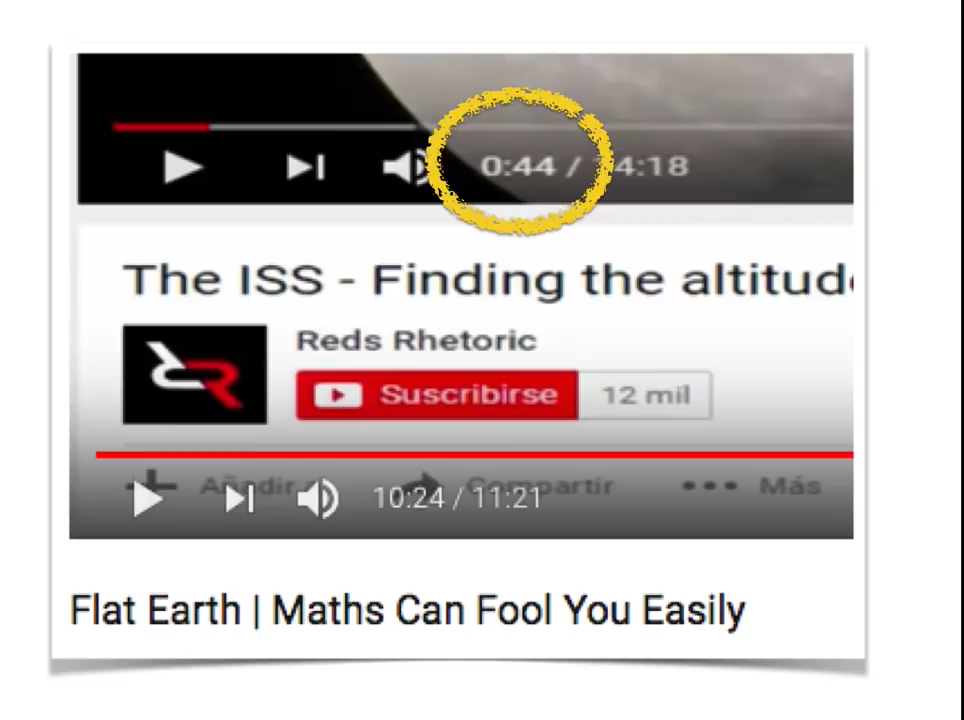 0:44 / 14:18
The ISS - Finding the altitud
Reds Rhetoric
Suscribirse 12 mil
Añadir Compartir Más
10:24 / 11:21
Flat Earth | Maths Can Fool You Easily